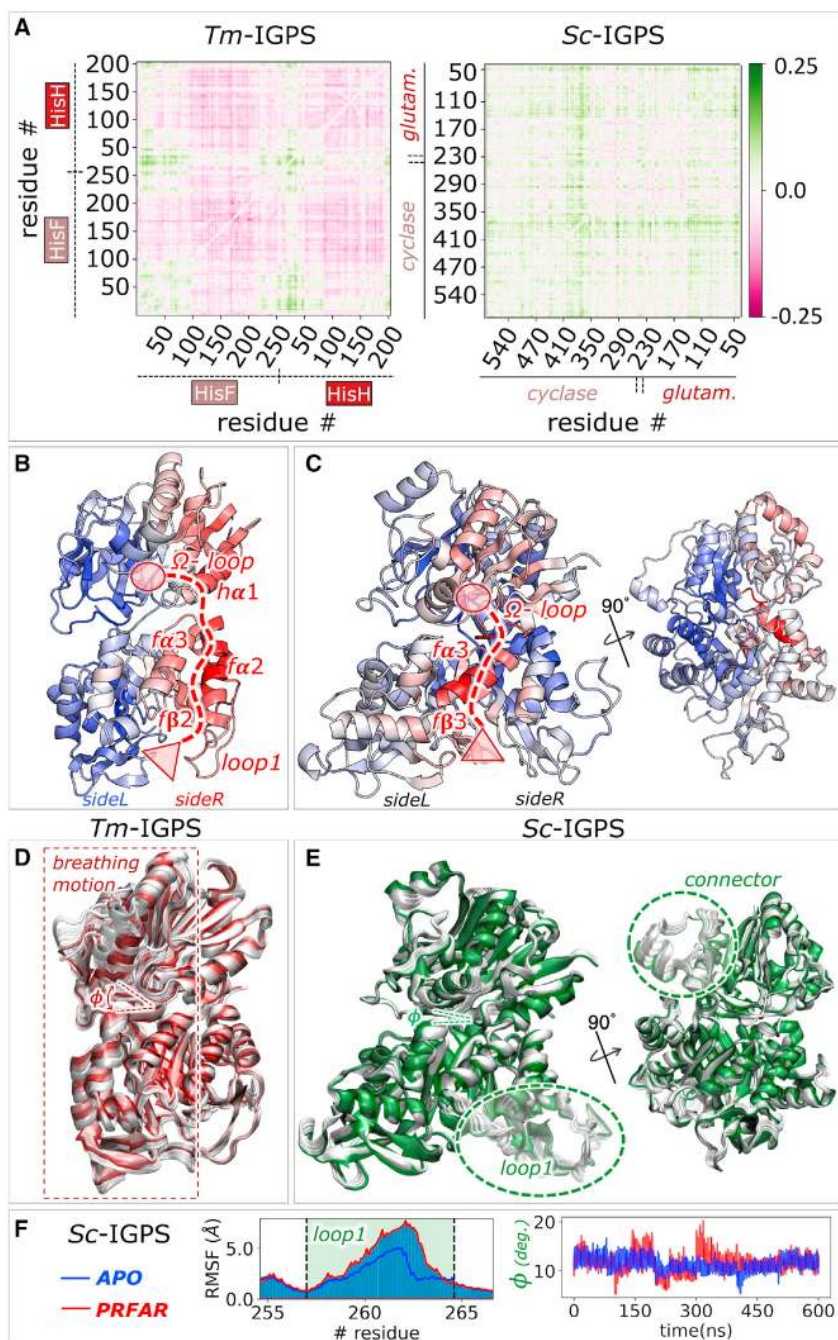 A
Tm-IGPS
Sc-IGPS
HisH
HisF
residue #
200
150
100
50
250
200
150
100
50
50
100
150
200
250
50
100
150
200
HisF
HisH
residue #
glutam.
cyclase
50
110
170
230
290
350
410
470
540
540
470
410
350
290
230
170
110
50
cyclase
glutam.
residue #
0.25
0.0
-0.25
B
Ω- loop
hα1
fα3
fα2
fβ2
loop1
sideL
sideR
C
Ω- loop
fα3
fβ3
sideL
sideR
90°
Tm-IGPS
Sc-IGPS
D
breathing
motion
ϕ
E
ϕ
loop1
90°
connector
F
Sc-IGPS
APO
PRFAR
RMSF (Å)
5.0
0.0
loop1
255
260
265
# residue
ϕ (deg.)
20
10
0
150
300
450
600
time(ns)